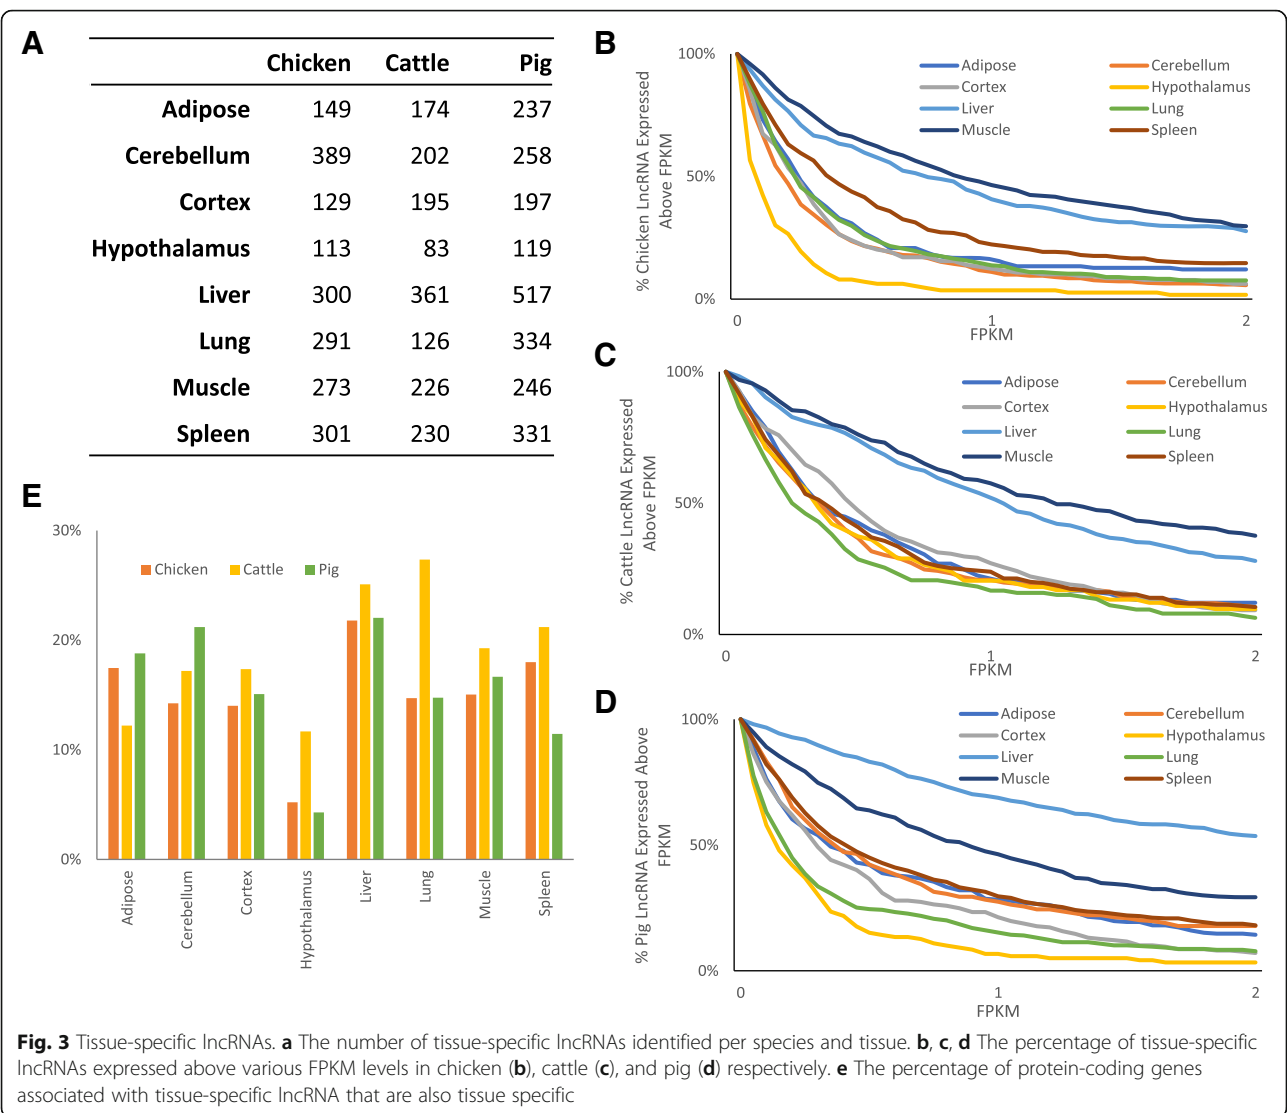 A
Chicken Cattle Pig
Adipose 149 174 237
Cerebellum 389 202 258
Cortex 129 195 197
Hypothalamus 113 83 119
Liver 300 361 517
Lung 291 126 334
Muscle 273 226 246
Spleen 301 230 331
B
% Chicken LncRNA Expressed
Above FPKM
100%
50%
0%
Adipose Cerebellum
Cortex Hypothalamus
Liver Lung
Muscle Spleen
0 1 2
FPKM
C
% Cattle LncRNA Expressed
Above FPKM
100%
50%
0%
Adipose Cerebellum
Cortex Hypothalamus
Liver Lung
Muscle Spleen
0 1 2
FPKM
D
% Pig LncRNA Expressed Above
FPKM
100%
50%
0%
Adipose Cerebellum
Cortex Hypothalamus
Liver Lung
Muscle Spleen
0 1 2
FPKM
E
30%
20%
10%
0%
Chicken Cattle Pig
Adipose
Cerebellum
Cortex
Hypothalamus
Liver
Lung
Muscle
Spleen
Fig. 3 Tissue-specific lncRNAs. a The number of tissue-specific lncRNAs identified per species and tissue. b, c, d The percentage of tissue-specific
lncRNAs expressed above various FPKM levels in chicken (b), cattle (c), and pig (d) respectively. e The percentage of protein-coding genes
associated with tissue-specific lncRNA that are also tissue specific